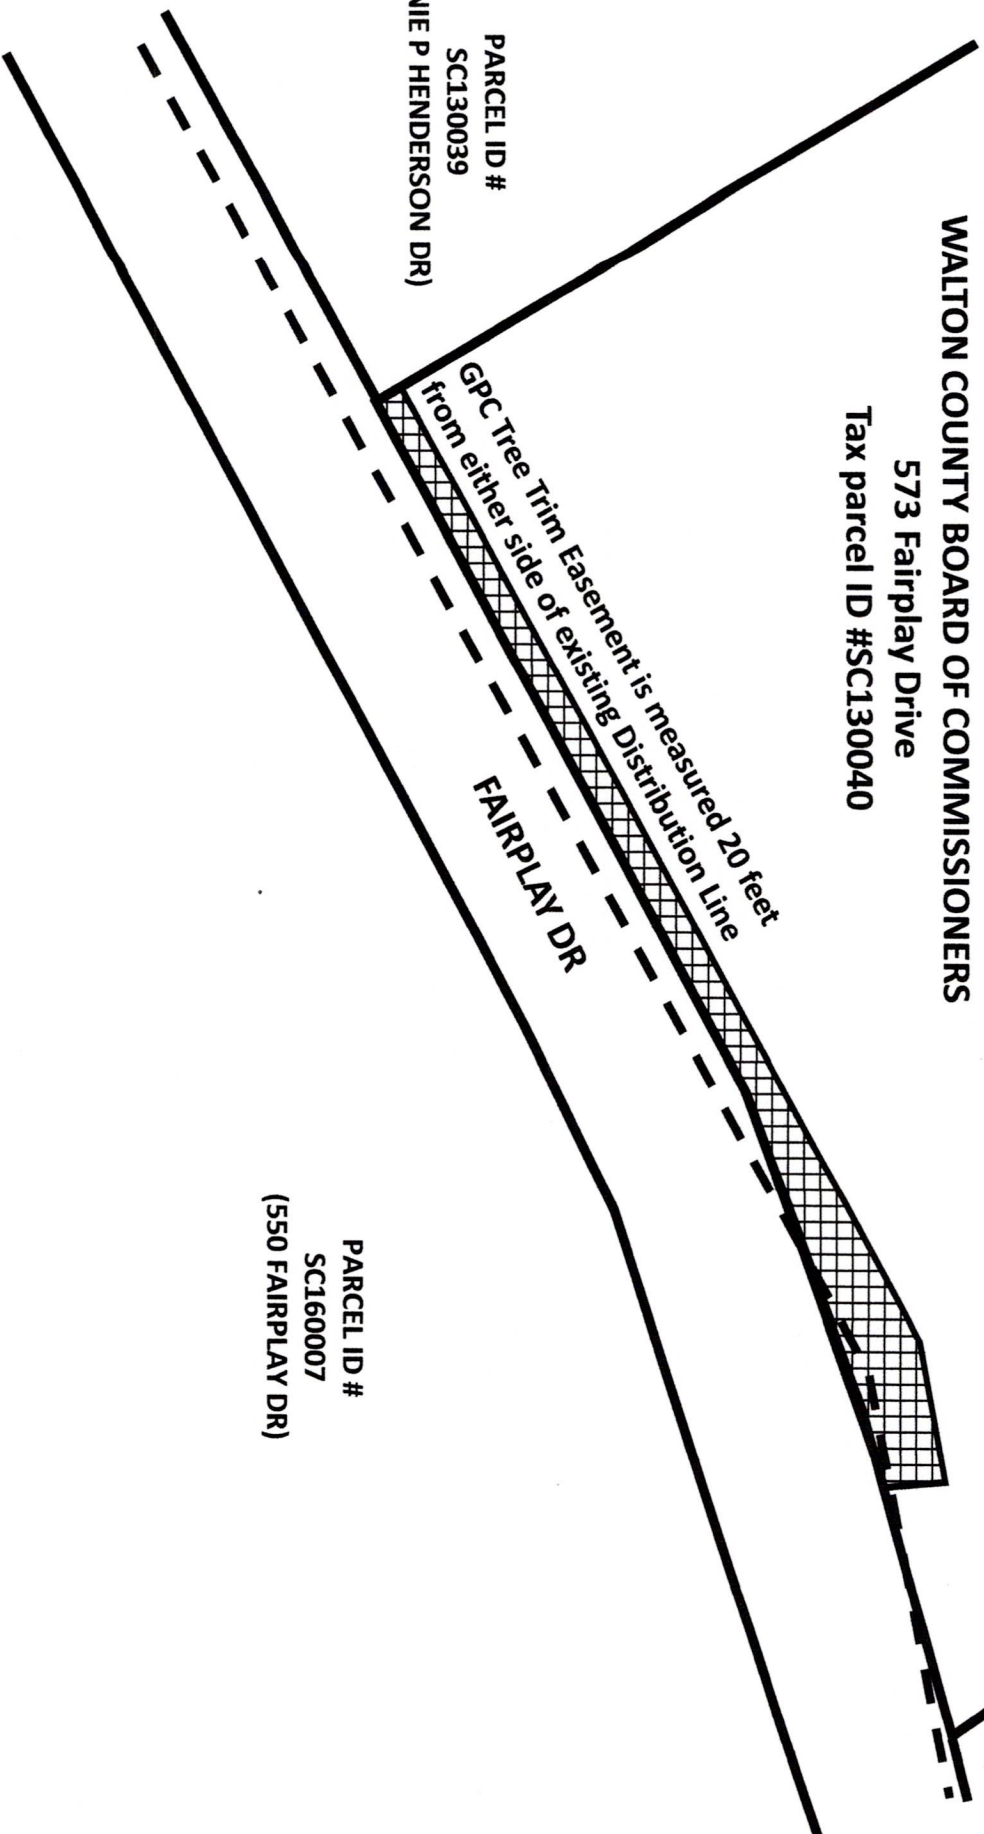 WALTON COUNTY BOARD OF COMMISSIONERS
573 Fairplay Drive
Tax parcel ID #SC130040
PARCEL ID #
SC130039
P HENDERSON DR)
GPC Tree Trim Easement is measured 20 feet
from either side of existing Distribution Line
FAIRPLAY DR
PARCEL ID #
SC160007
(550 FAIRPLAY DR)